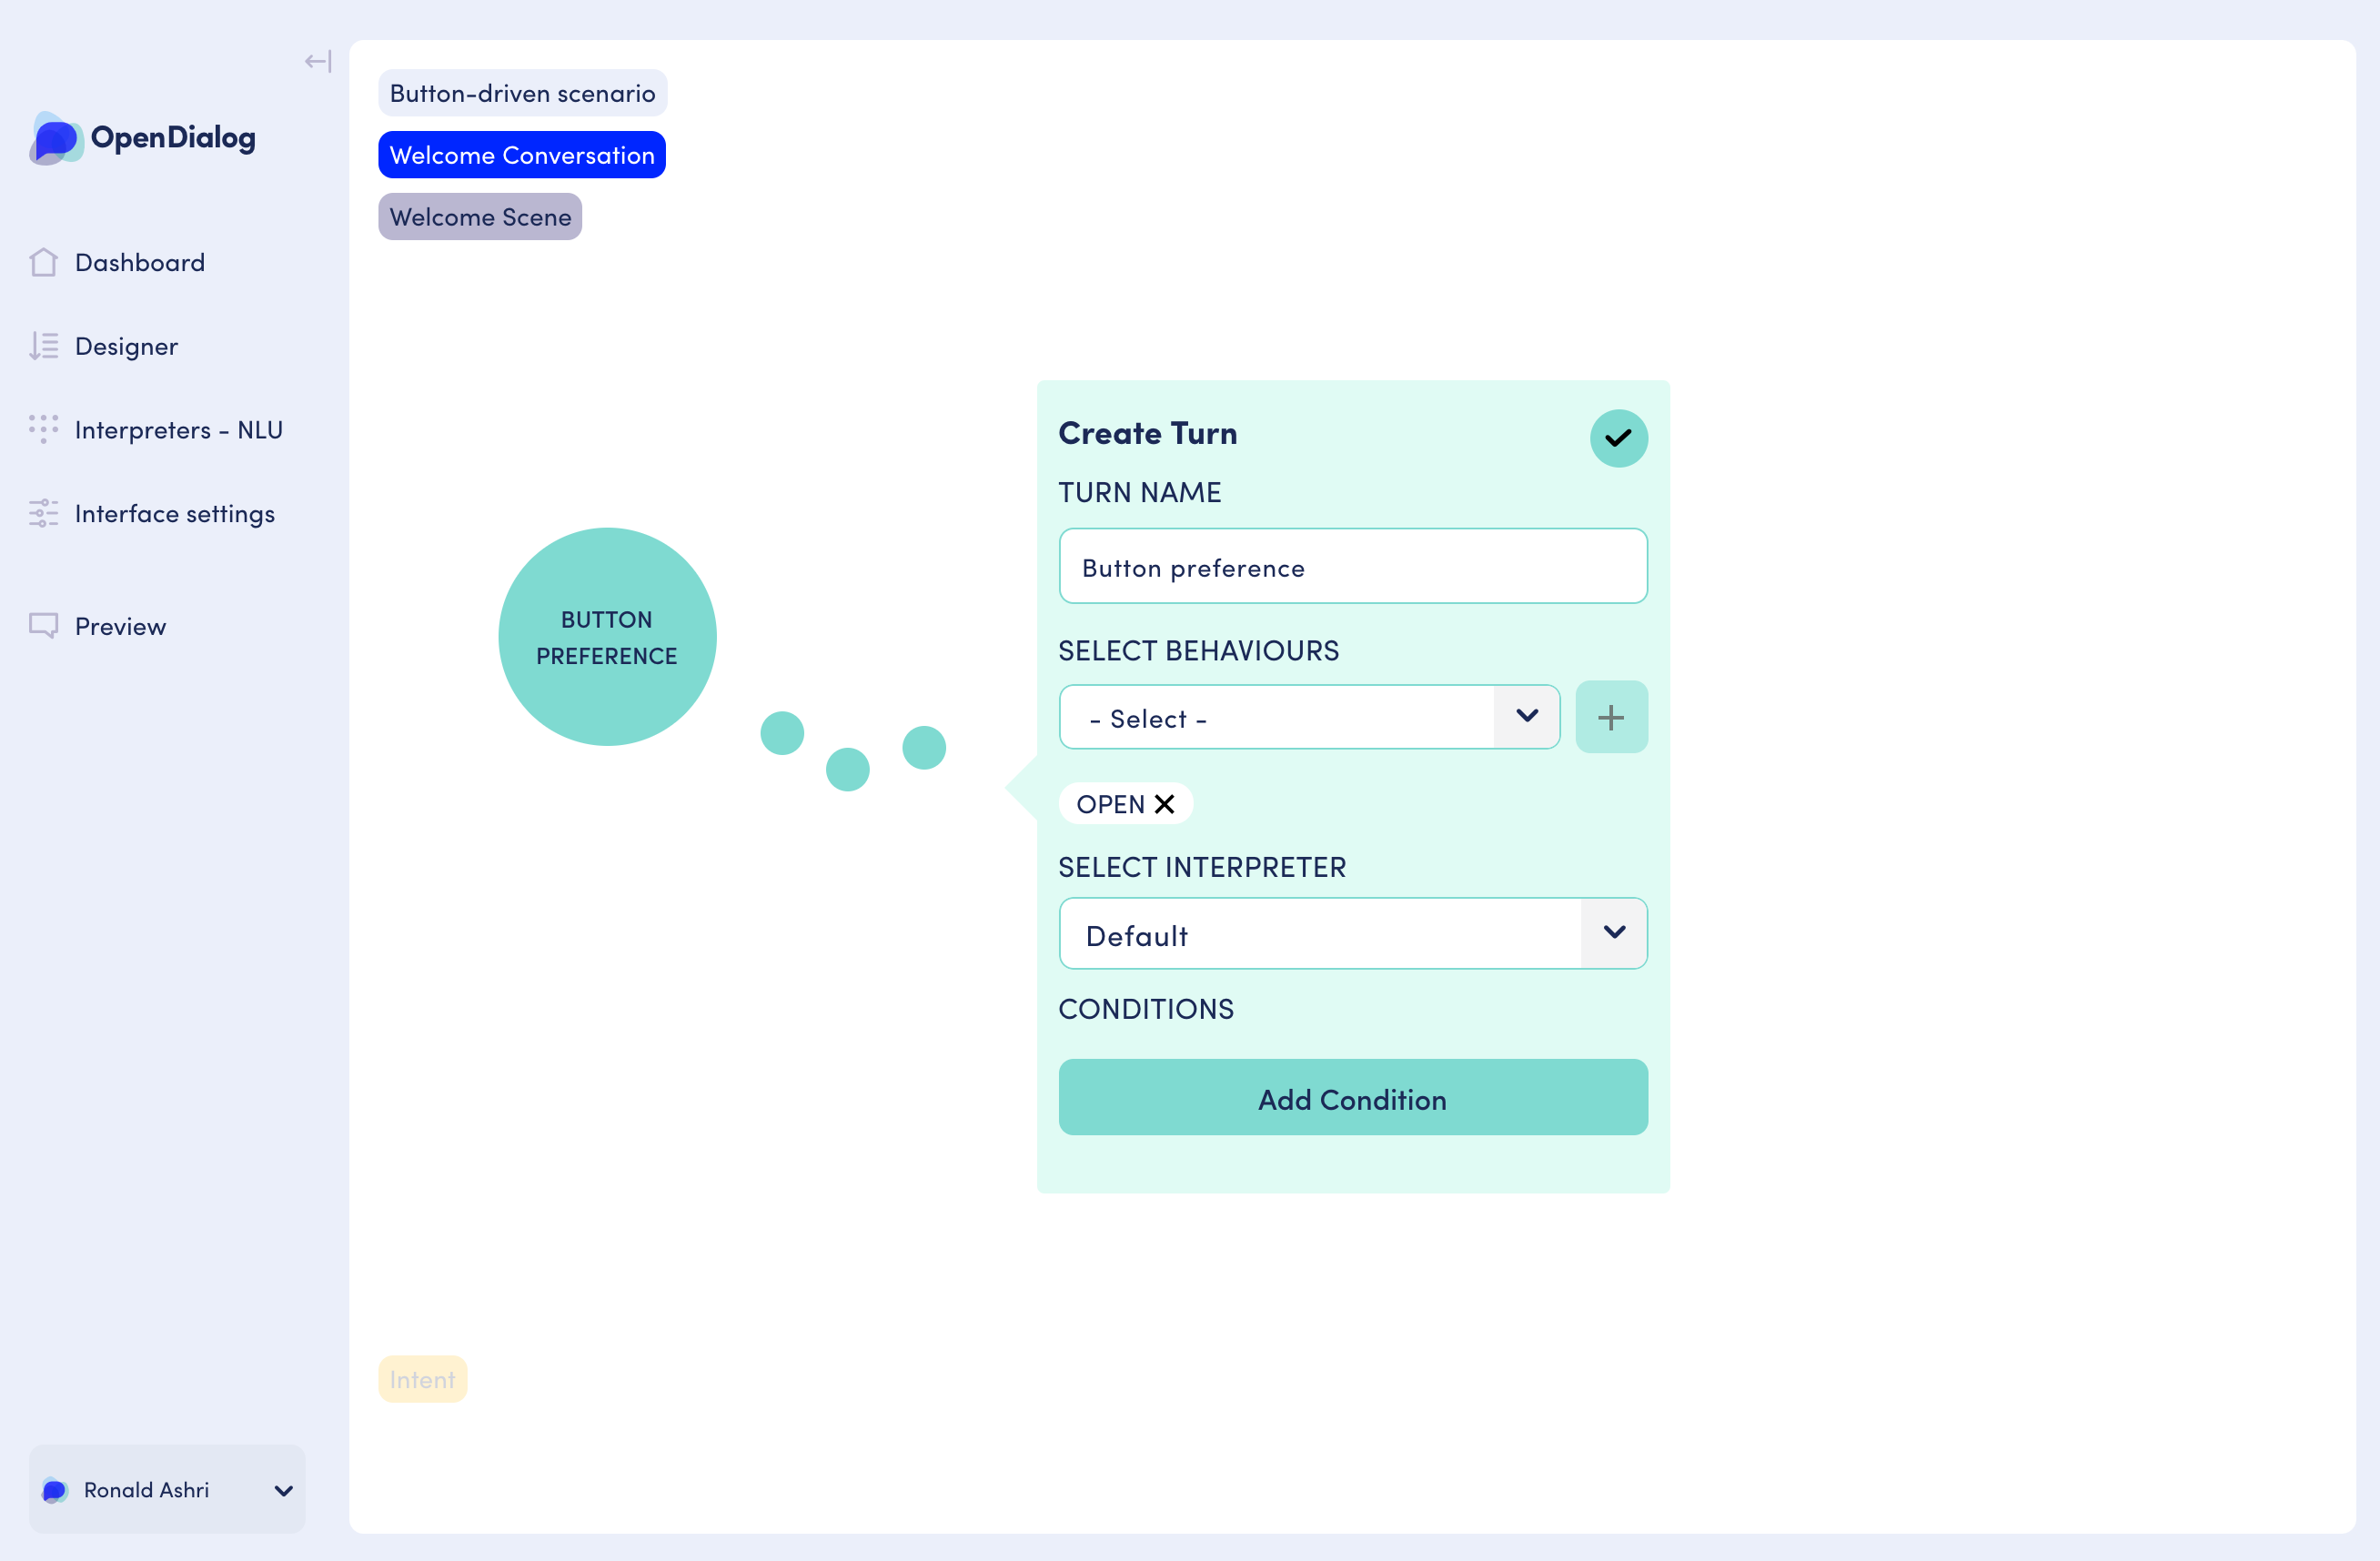 OpenDialog
Dashboard
Designer
Interpreters - NLU
Interface settings
Preview
Ronald Ashri
Button-driven scenario
Welcome Conversation
Welcome Scene
BUTTON
PREFERENCE
Create Turn
TURN NAME
Button preference
SELECT BEHAVIOURS
- Select -
OPEN
SELECT INTERPRETER
Default
CONDITIONS
Add Condition
Intent